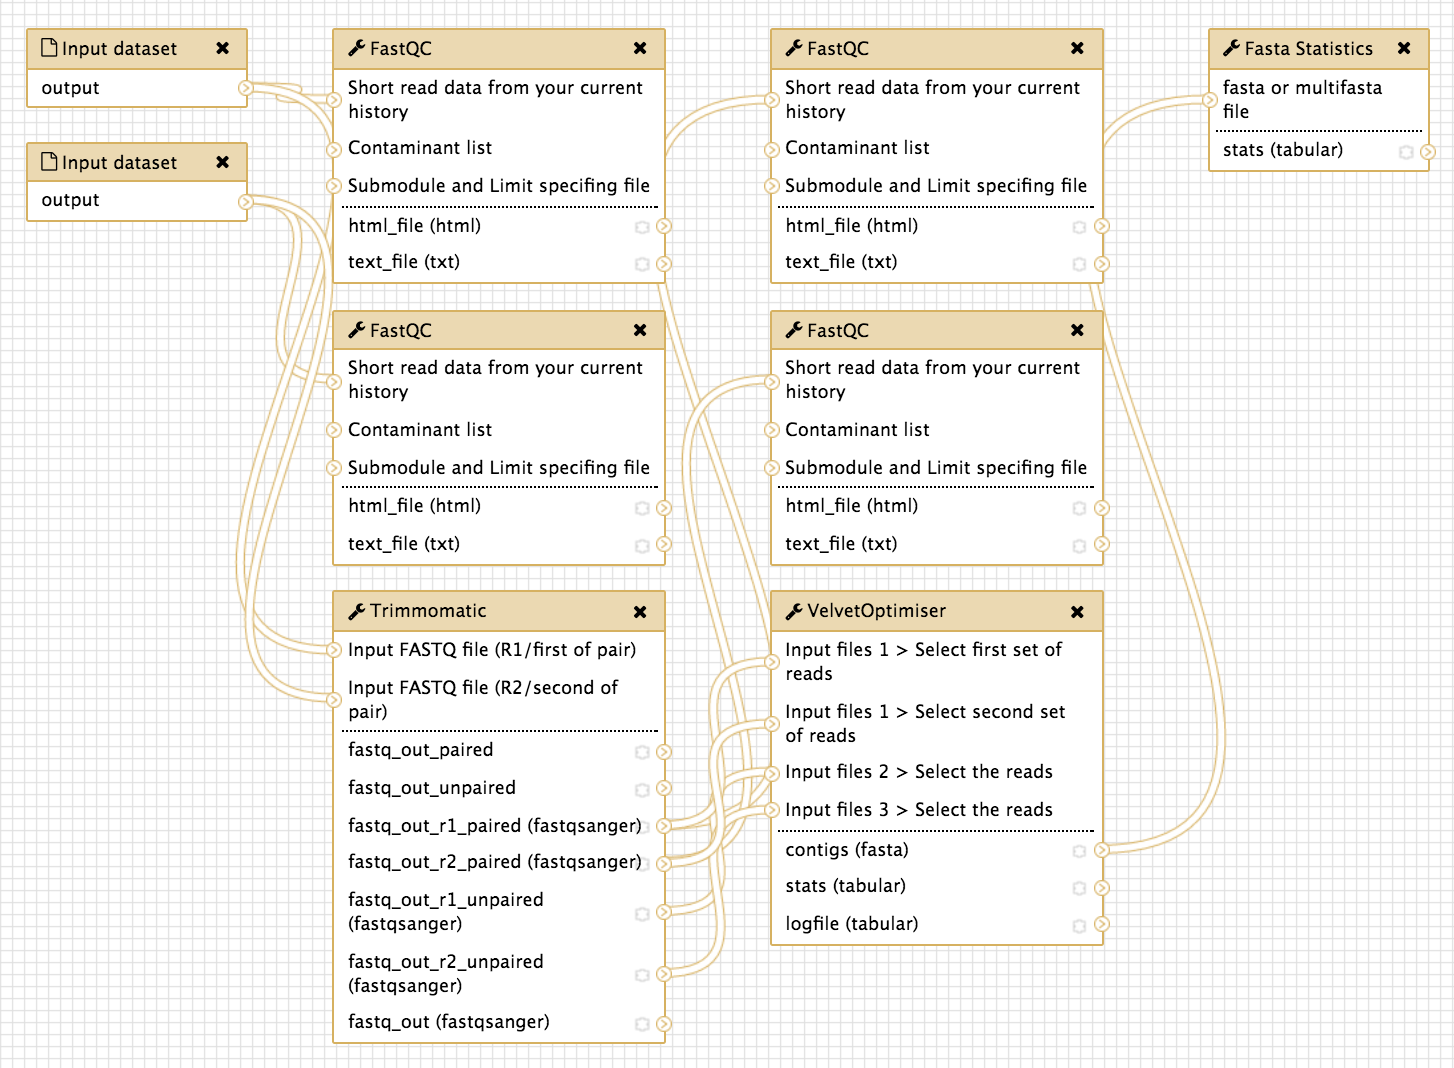 Input dataset
output
Input dataset
output
FastQC
Short read data from your current
history
Contaminant list
Submodule and Limit specifing file
html_file (html)
text_file (txt)
FastQC
Short read data from your current
history
Contaminant list
Submodule and Limit specifing file
html_file (html)
text_file (txt)
Trimmomatic
Input FASTQ file (R1/first of pair)
Input FASTQ file (R2/second of
pair)
fastq_out_paired
fastq_out_unpaired
fastq_out_r1_paired (fastqsanger)
fastq_out_r2_paired (fastqsanger)
fastq_out_r1_unpaired
(fastqsanger)
fastq_out_r2_unpaired
(fastqsanger)
fastq_out (fastqsanger)
FastQC
Short read data from your current
history
Contaminant list
Submodule and Limit specifing file
html_file (html)
text_file (txt)
FastQC
Short read data from your current
history
Contaminant list
Submodule and Limit specifing file
html_file (html)
text_file (txt)
VelvetOptimiser
Input files 1 > Select first set of
reads
Input files 1 > Select second set
of reads
Input files 2 > Select the reads
Input files 3 > Select the reads
contigs (fasta)
stats (tabular)
logfile (tabular)
Fasta Statistics
fasta or multifasta
file
stats (tabular)